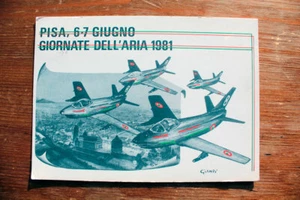 PISA, 6-7 GIUGNO
GIORNATE DELL'ARIA 1981